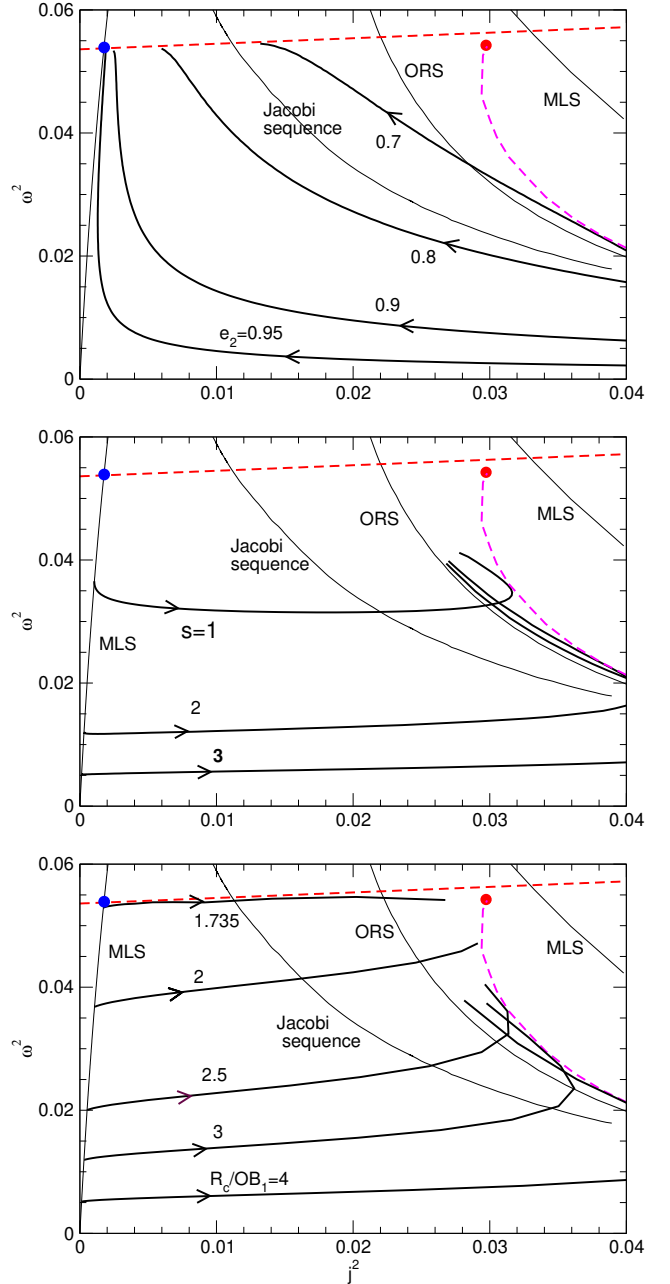 0.06
ORS
MLS
Jacobi
sequence
0.7
0.04
ω²
0.8
0.02
0.9
e₂=0.95
0
0
0.01
0.02
0.03
0.04
0.06
ORS
MLS
Jacobi
sequence
0.04
ω²
MLS
s=1
0.02
2
3
0
0
0.01
0.02
0.03
0.04
0.06
1.735
MLS
ORS
MLS
2
0.04
ω²
Jacobi
sequence
2.5
0.02
3
R_c/OB₁=4
0
0
0.01
0.02
0.03
0.04
j²